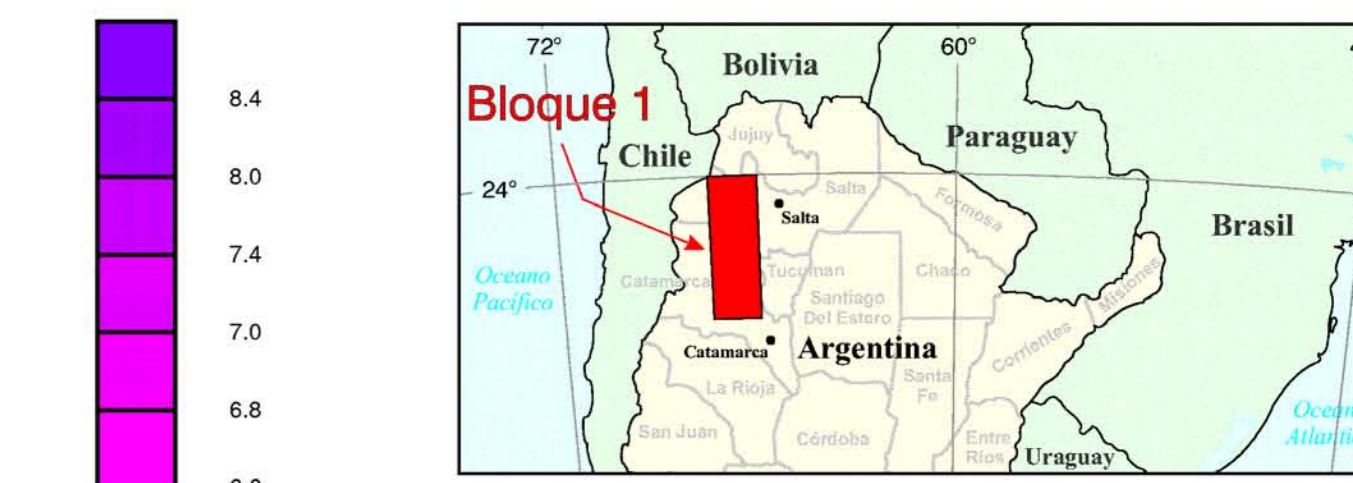 8.4
8.0
7.4
7.0
6.8
72°
60°
Bolivia
Bloque 1
Jujuy
Paraguay
Chile
24°
Salta
Salta
Formosa
Brasil
Oceano
Pacífico
Catamarca
Tucuman
Chaco
Misiones
Santiago
Del Estero
Catamarca
Argentina
Corrientes
La Rioja
Santa
Fe
San Juan
Córdoba
Entre
Ríos
Uruguay